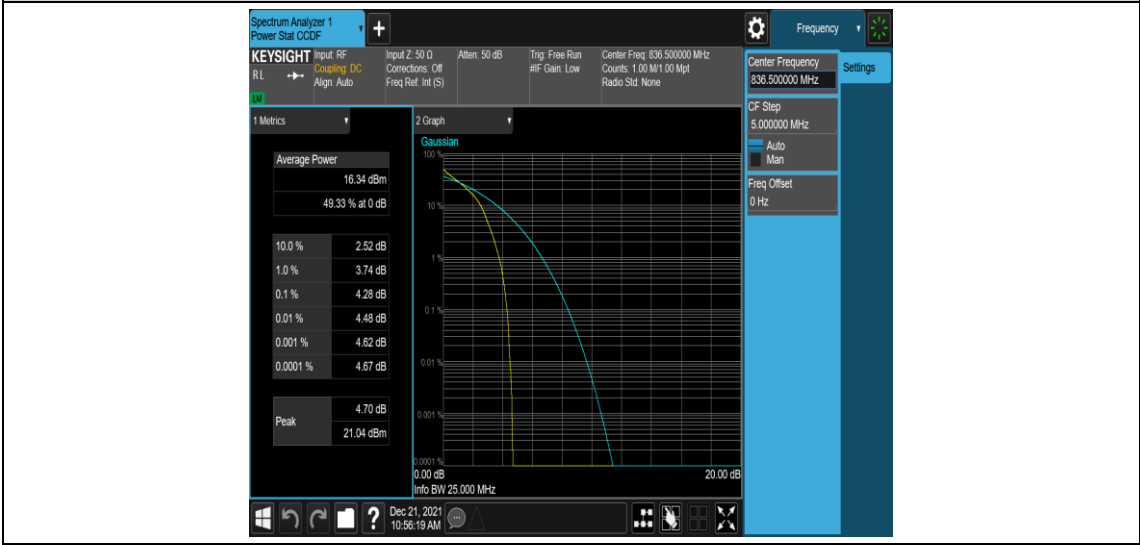 Spectrum Analyzer 1
Power Stat CCDF
+
Frequency
KEYSIGHT
R L
LXI
Input: RF
Coupling: DC
Align: Auto
Input Z: 50 Ω
Corrections: Off
Freq Ref: Int (S)
Atten: 50 dB
Trig: Free Run
#IF Gain: Low
Center Freq: 836.500000 MHz
Counts: 1.00 M/1.00 Mpt
Radio Std: None
Center Frequency
836.500000 MHz
Settings
CF Step
5.000000 MHz
Auto
Man
Freq Offset
0 Hz
1 Metrics
Average Power
16.34 dBm
49.33 % at 0 dB
10.0 % 2.52 dB
1.0 % 3.74 dB
0.1 % 4.28 dB
0.01 % 4.48 dB
0.001 % 4.62 dB
0.0001 % 4.67 dB
Peak
4.70 dB
21.04 dBm
2 Graph
Gaussian
100 %
10 %
1 %
0.1 %
0.01 %
0.001 %
0.0001 %
0.00 dB
20.00 dB
Info BW 25.000 MHz
?
Dec 21, 2021
10:56:19 AM